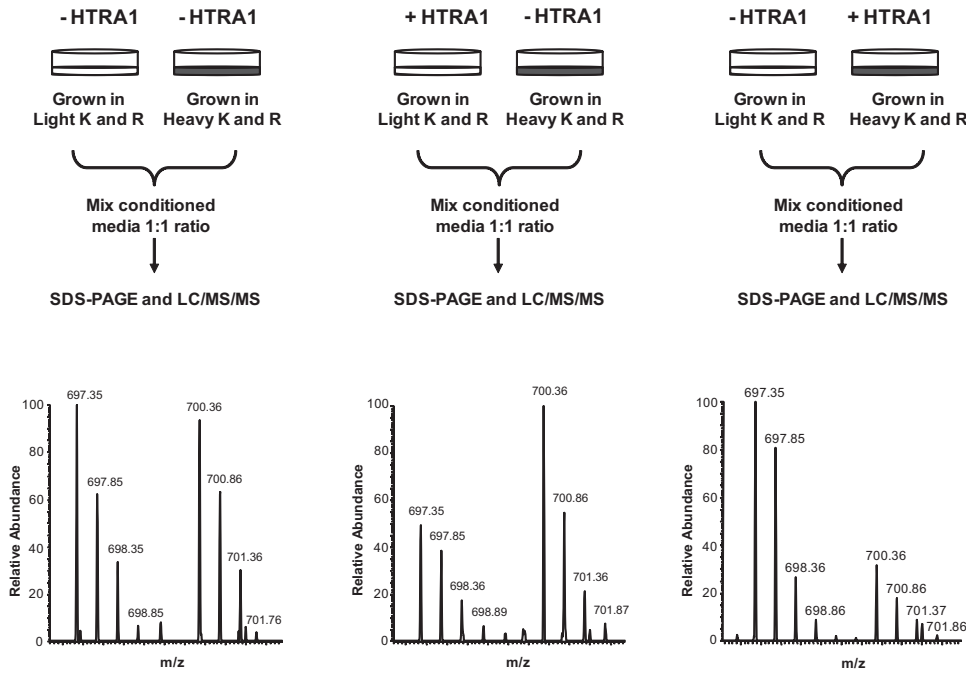 - HTRA1 - HTRA1
Grown in Grown in
Light K and R Heavy K and R
Mix conditioned
media 1:1 ratio
SDS-PAGE and LC/MS/MS
697.35
700.36
100
80
697.85
700.86
60
Relative Abundance
40
698.35
701.36
20
698.85
701.76
0
m/z
+ HTRA1 - HTRA1
Grown in Grown in
Light K and R Heavy K and R
Mix conditioned
media 1:1 ratio
SDS-PAGE and LC/MS/MS
700.36
100
80
60
697.35
700.86
Relative Abundance
697.85
40
698.36
701.36
20
698.89
701.87
0
m/z
- HTRA1 + HTRA1
Grown in Grown in
Light K and R Heavy K and R
Mix conditioned
media 1:1 ratio
SDS-PAGE and LC/MS/MS
697.35
100
697.85
80
60
Relative Abundance
40
698.36
700.36
20
700.86
698.86
701.37
701.86
0
m/z